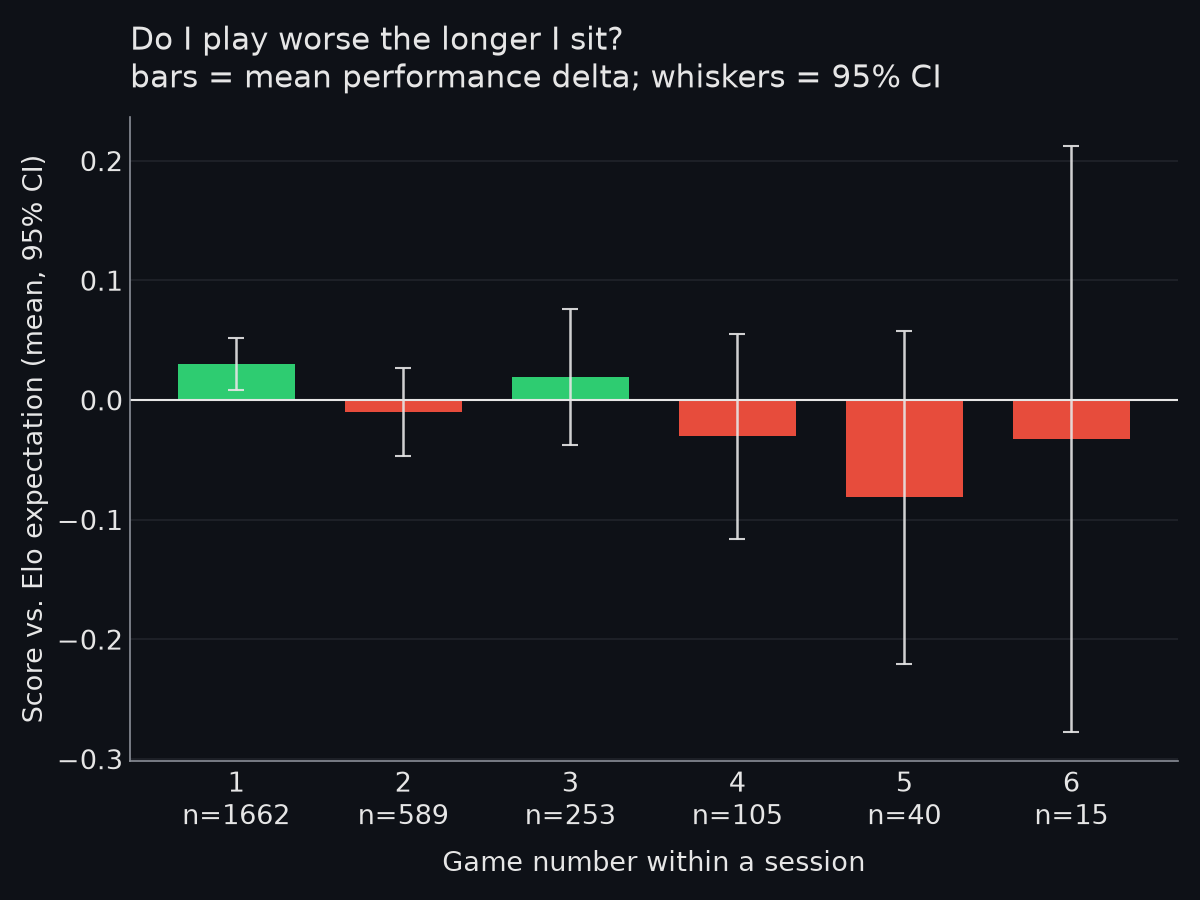 Do I play worse the longer I sit?
bars = mean performance delta; whiskers = 95% CI
Score vs. Elo expectation (mean, 95% CI)
0.2
0.1
0.0
−0.1
−0.2
−0.3
1 2 3 4 5 6
n=1662 n=589 n=253 n=105 n=40 n=15
Game number within a session